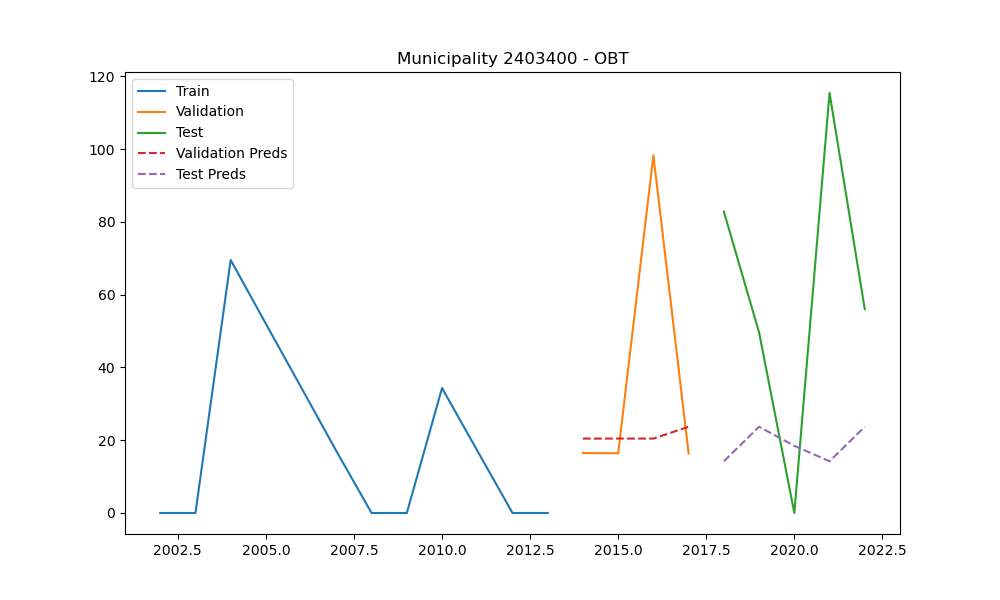 Municipality 2403400 - OBT
120
100
80
60
40
20
0
Train
Validation
Test
Validation Preds
Test Preds
2002.5 2005.0 2007.5 2010.0 2012.5 2015.0 2017.5 2020.0 2022.5